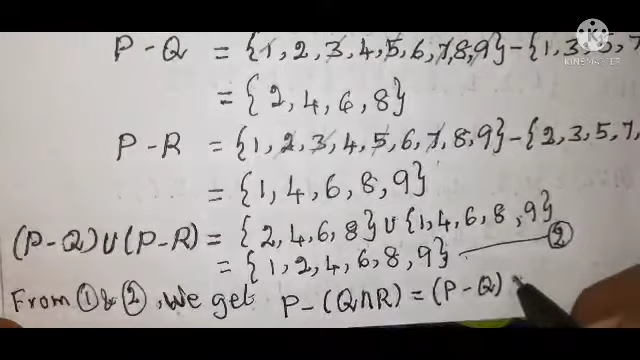 P - Q = {1, 2, 3, 4, 5, 6, 7, 8, 9} - {1, 3, 5, 7,
= {2, 4, 6, 8}
P - R = {1, 2, 3, 4, 5, 6, 7, 8, 9} - {2, 3, 5, 7,
= {1, 4, 6, 8, 9}
(P-Q)∪(P-R) = {2, 4, 6, 8} ∪ {1, 4, 6, 8, 9}
= {1, 2, 4, 6, 8, 9} ②
From ① & ②, We get P-(Q∩R) = (P-Q)
KINEMASTER